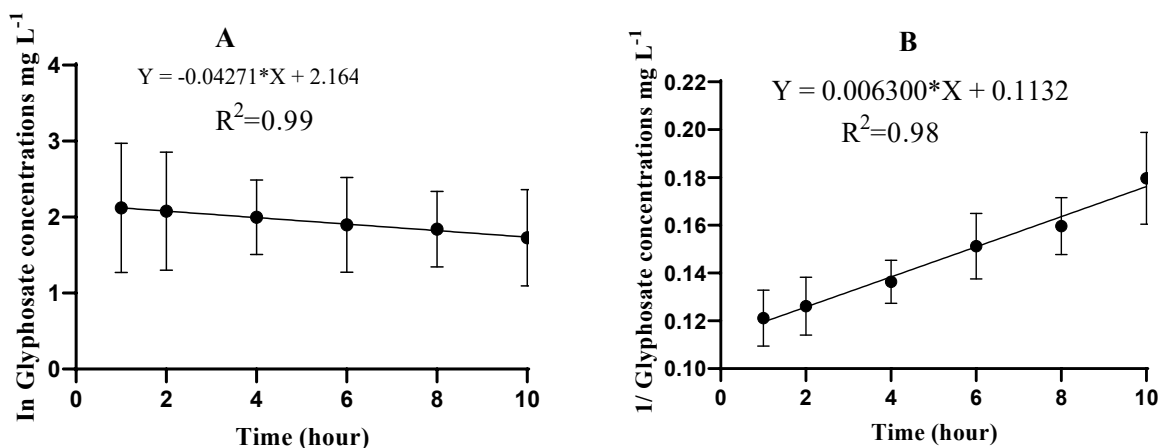 A
Y = -0.04271*X + 2.164
R²=0.99
In Glyphosate concentrations mg L⁻¹
4
3
2
1
0
0 2 4 6 8 10
Time (hour)
B
Y = 0.006300*X + 0.1132
R²=0.98
1/ Glyphosate concentrations mg L⁻¹
0.22
0.20
0.18
0.16
0.14
0.12
0.10
0 2 4 6 8 10
Time (hour)